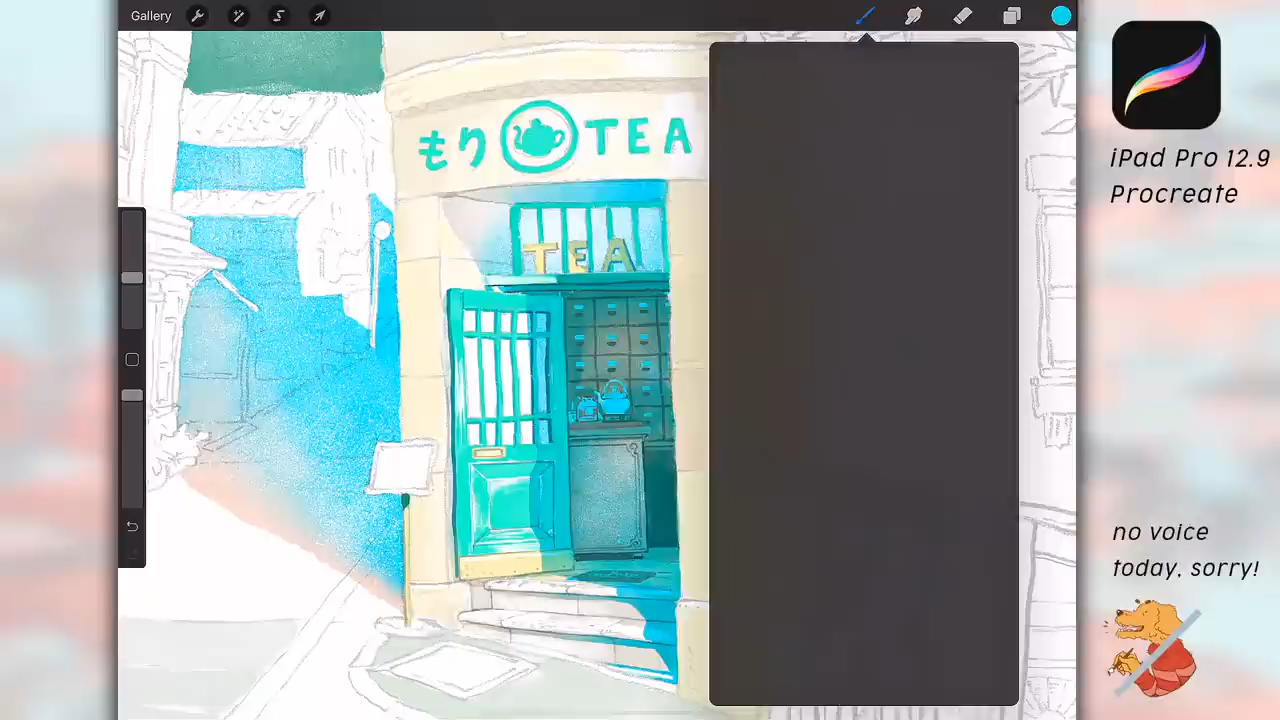 Gallery
もり TEA
TEA
iPad Pro 12.9
Procreate
no voice
today, sorry!